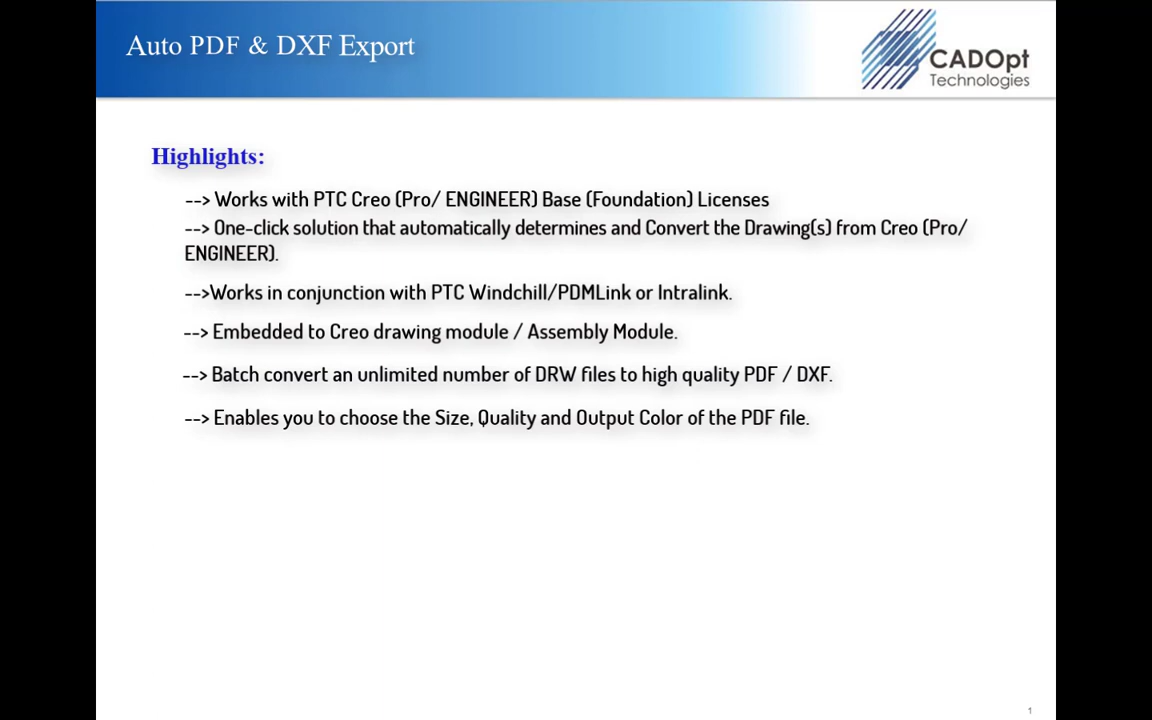 Auto PDF & DXF Export
CADOpt
Technologies
Highlights:
--> Works with PTC Creo (Pro/ ENGINEER) Base (Foundation) Licenses
--> One-click solution that automatically determines and Convert the Drawing(s) from Creo (Pro/
ENGINEER).
-->Works in conjunction with PTC Windchill/PDMLink or Intralink.
--> Embedded to Creo drawing module / Assembly Module.
--> Batch convert an unlimited number of DRW files to high quality PDF / DXF.
--> Enables you to choose the Size, Quality and Output Color of the PDF file.
1